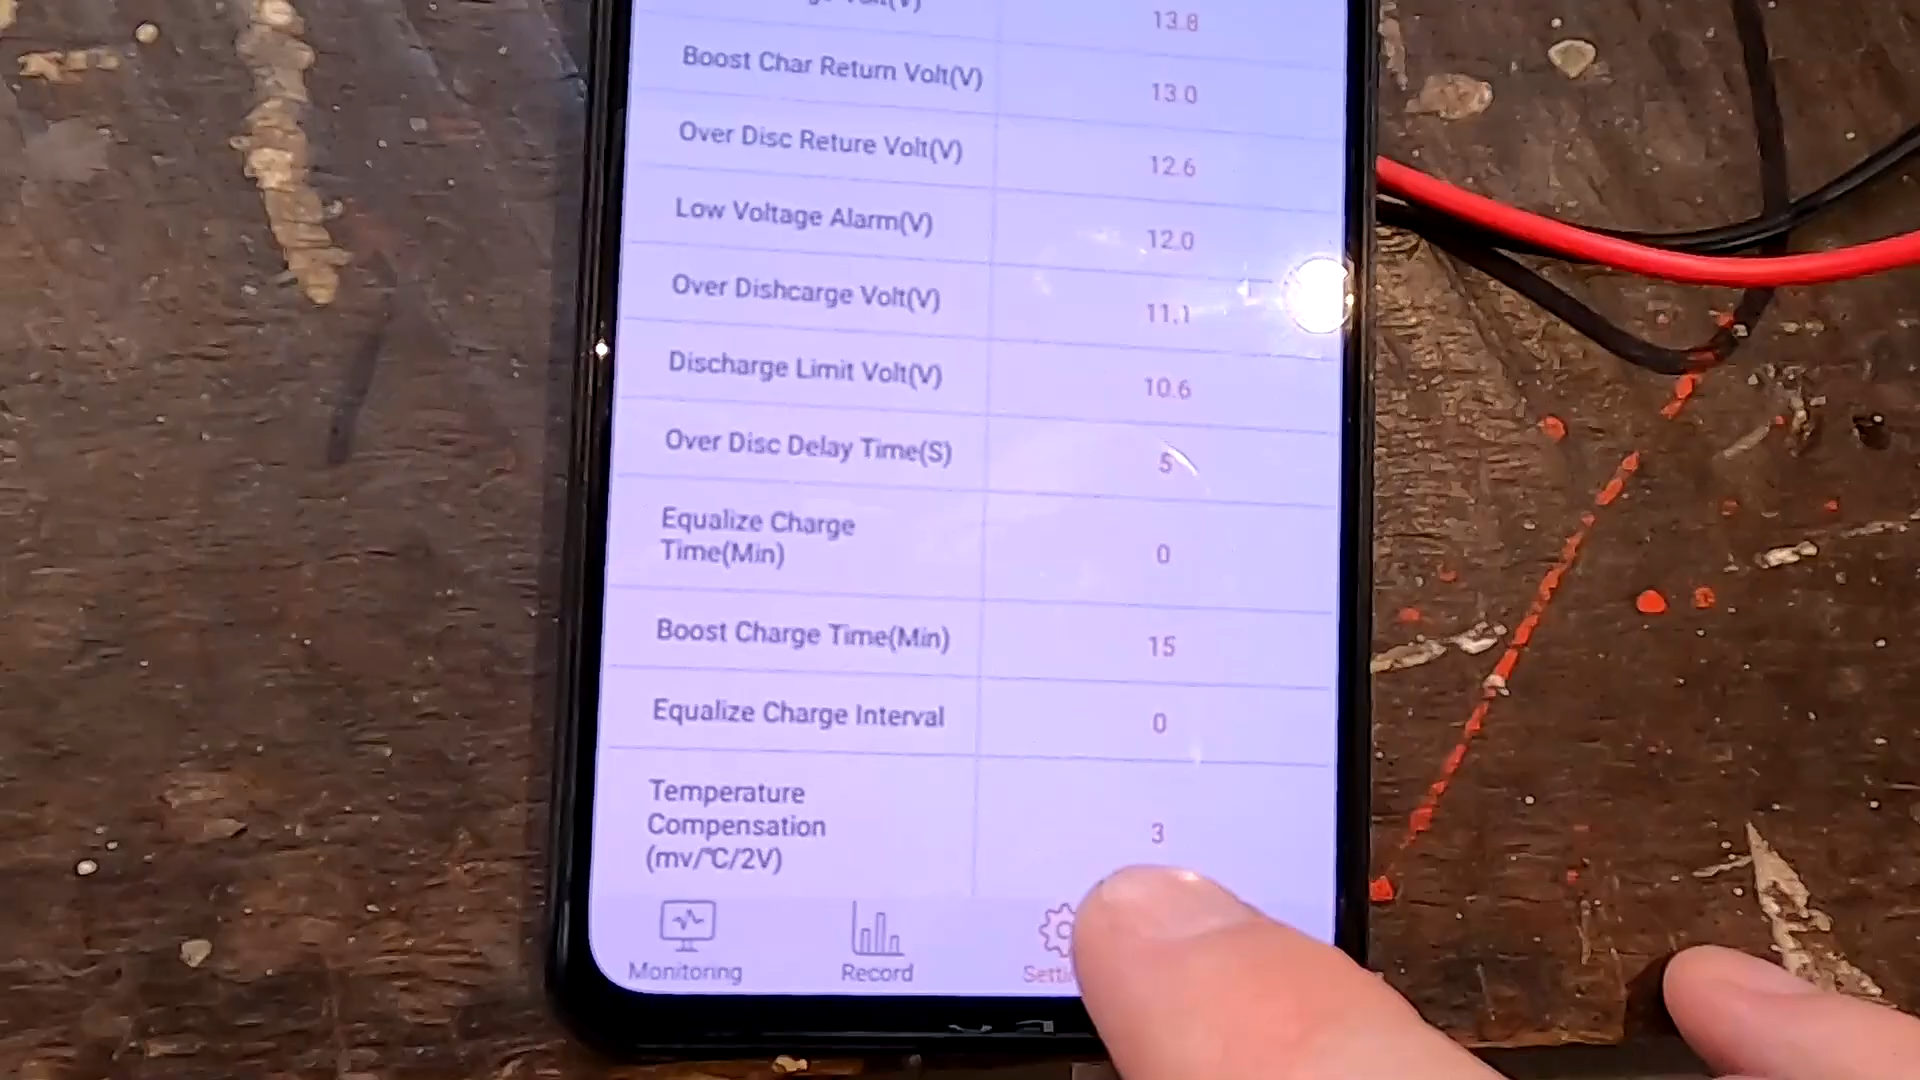 13.8
Boost Char Return Volt(V) 13.0
Over Disc Reture Volt(V) 12.6
Low Voltage Alarm(V) 12.0
Over Dishcarge Volt(V) 11.1
Discharge Limit Volt(V) 10.6
Over Disc Delay Time(S) 5
Equalize Charge
Time(Min) 0
Boost Charge Time(Min) 15
Equalize Charge Interval 0
Temperature
Compensation
(mv/℃/2V) 3
Monitoring Record